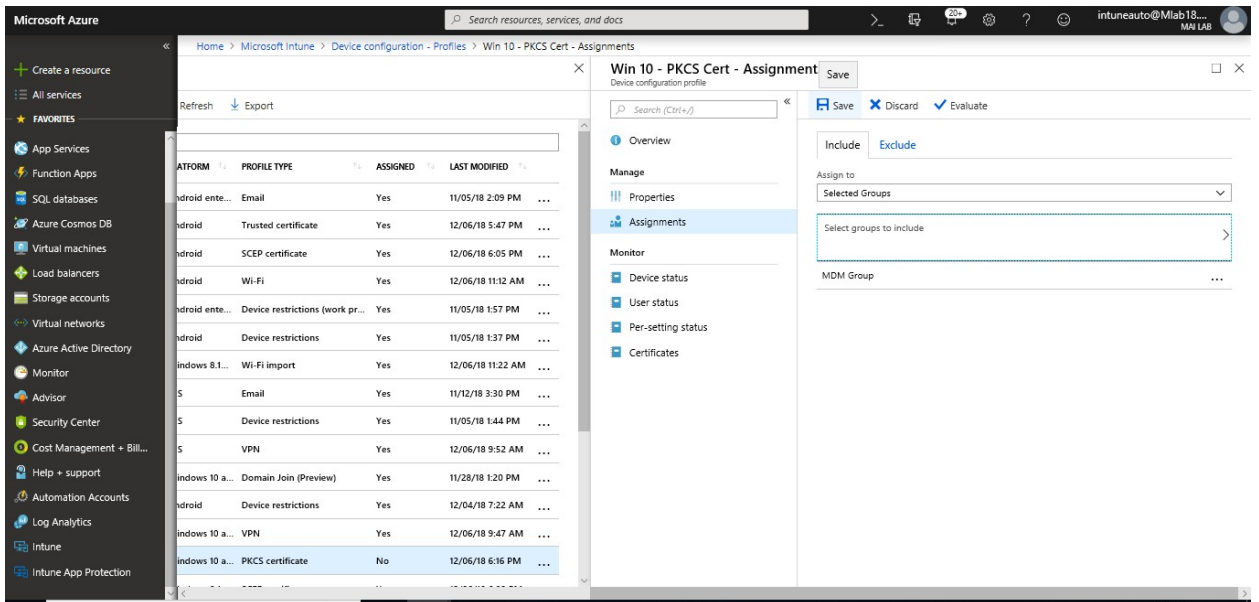 Microsoft Azure
Search resources, services, and docs
20+
intuneauto@Mlab18....
MAI LAB
Home > Microsoft Intune > Device configuration - Profiles > Win 10 - PKCS Cert - Assignments
Create a resource
All services
FAVORITES
App Services
Function Apps
SQL databases
Azure Cosmos DB
Virtual machines
Load balancers
Storage accounts
Virtual networks
Azure Active Directory
Monitor
Advisor
Security Center
Cost Management + Bill...
Help + support
Automation Accounts
Log Analytics
Intune
Intune App Protection
Refresh Export
ATFORM PROFILE TYPE ASSIGNED LAST MODIFIED
ndroid ente... Email Yes 11/05/18 2:09 PM ...
ndroid Trusted certificate Yes 12/06/18 5:47 PM ...
ndroid SCEP certificate Yes 12/06/18 6:05 PM ...
ndroid Wi-Fi Yes 12/06/18 11:12 AM ...
ndroid ente... Device restrictions (work pr... Yes 11/05/18 1:57 PM ...
ndroid Device restrictions Yes 11/05/18 1:37 PM ...
indows 8.1... Wi-Fi import Yes 12/06/18 11:22 AM ...
S Email Yes 11/12/18 3:30 PM ...
S Device restrictions Yes 11/05/18 1:44 PM ...
S VPN Yes 12/06/18 9:52 AM ...
indows 10 a... Domain Join (Preview) Yes 11/28/18 1:20 PM ...
ndroid Device restrictions Yes 12/04/18 7:22 AM ...
indows 10 a... VPN Yes 12/06/18 9:47 AM ...
indows 10 a... PKCS certificate No 12/06/18 6:16 PM ...
Win 10 - PKCS Cert - Assignment
Device configuration profile
Search (Ctrl+/)
Overview
Manage
Properties
Assignments
Monitor
Device status
User status
Per-setting status
Certificates
Save
Save Discard Evaluate
Include Exclude
Assign to
Selected Groups
Select groups to include
MDM Group ...